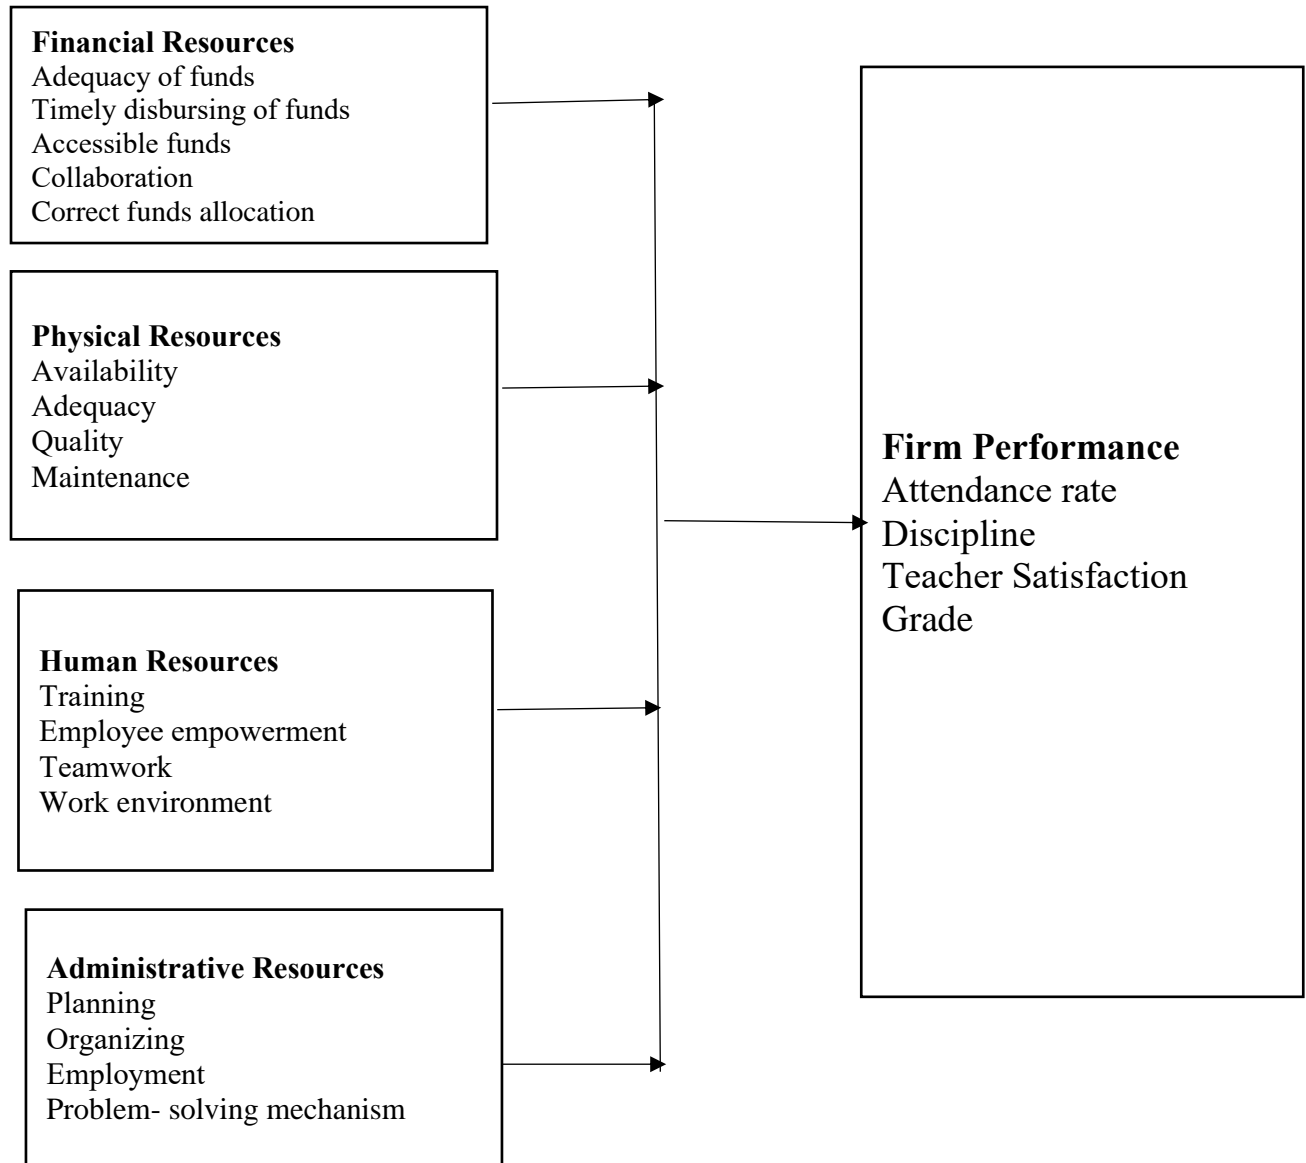 Financial Resources
Adequacy of funds
Timely disbursing of funds
Accessible funds
Collaboration
Correct funds allocation
Physical Resources
Availability
Adequacy
Quality
Maintenance
Human Resources
Training
Employee empowerment
Teamwork
Work environment
Administrative Resources
Planning
Organizing
Employment
Problem- solving mechanism
Firm Performance
Attendance rate
Discipline
Teacher Satisfaction
Grade